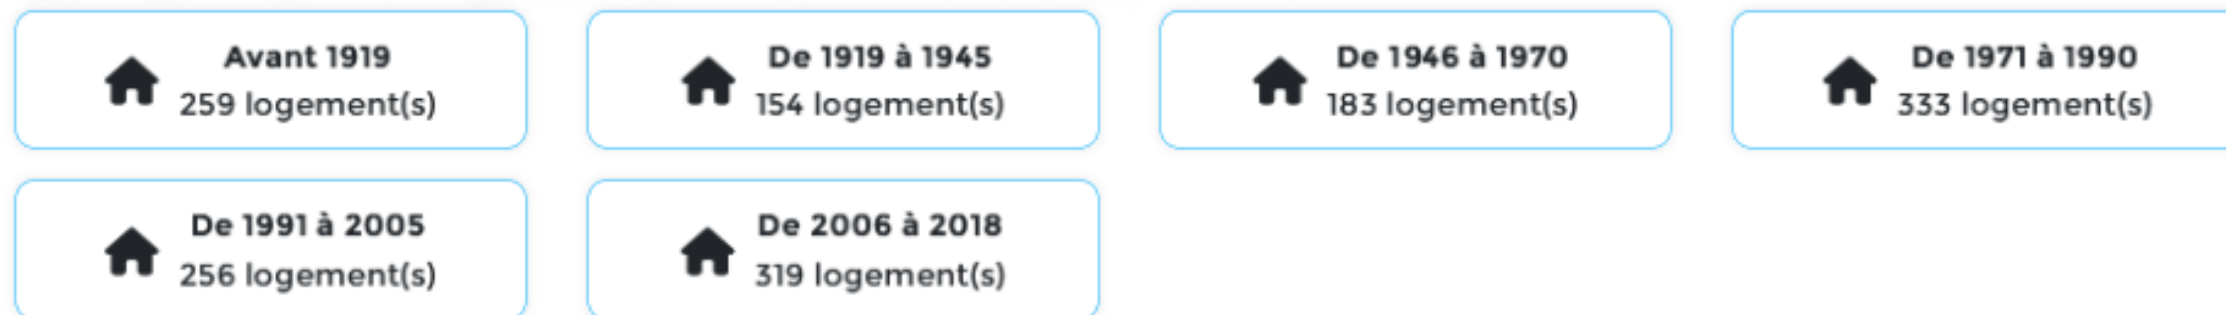 Avant 1919
259 logement(s)
De 1919 à 1945
154 logement(s)
De 1946 à 1970
183 logement(s)
De 1971 à 1990
333 logement(s)
De 1991 à 2005
256 logement(s)
De 2006 à 2018
319 logement(s)